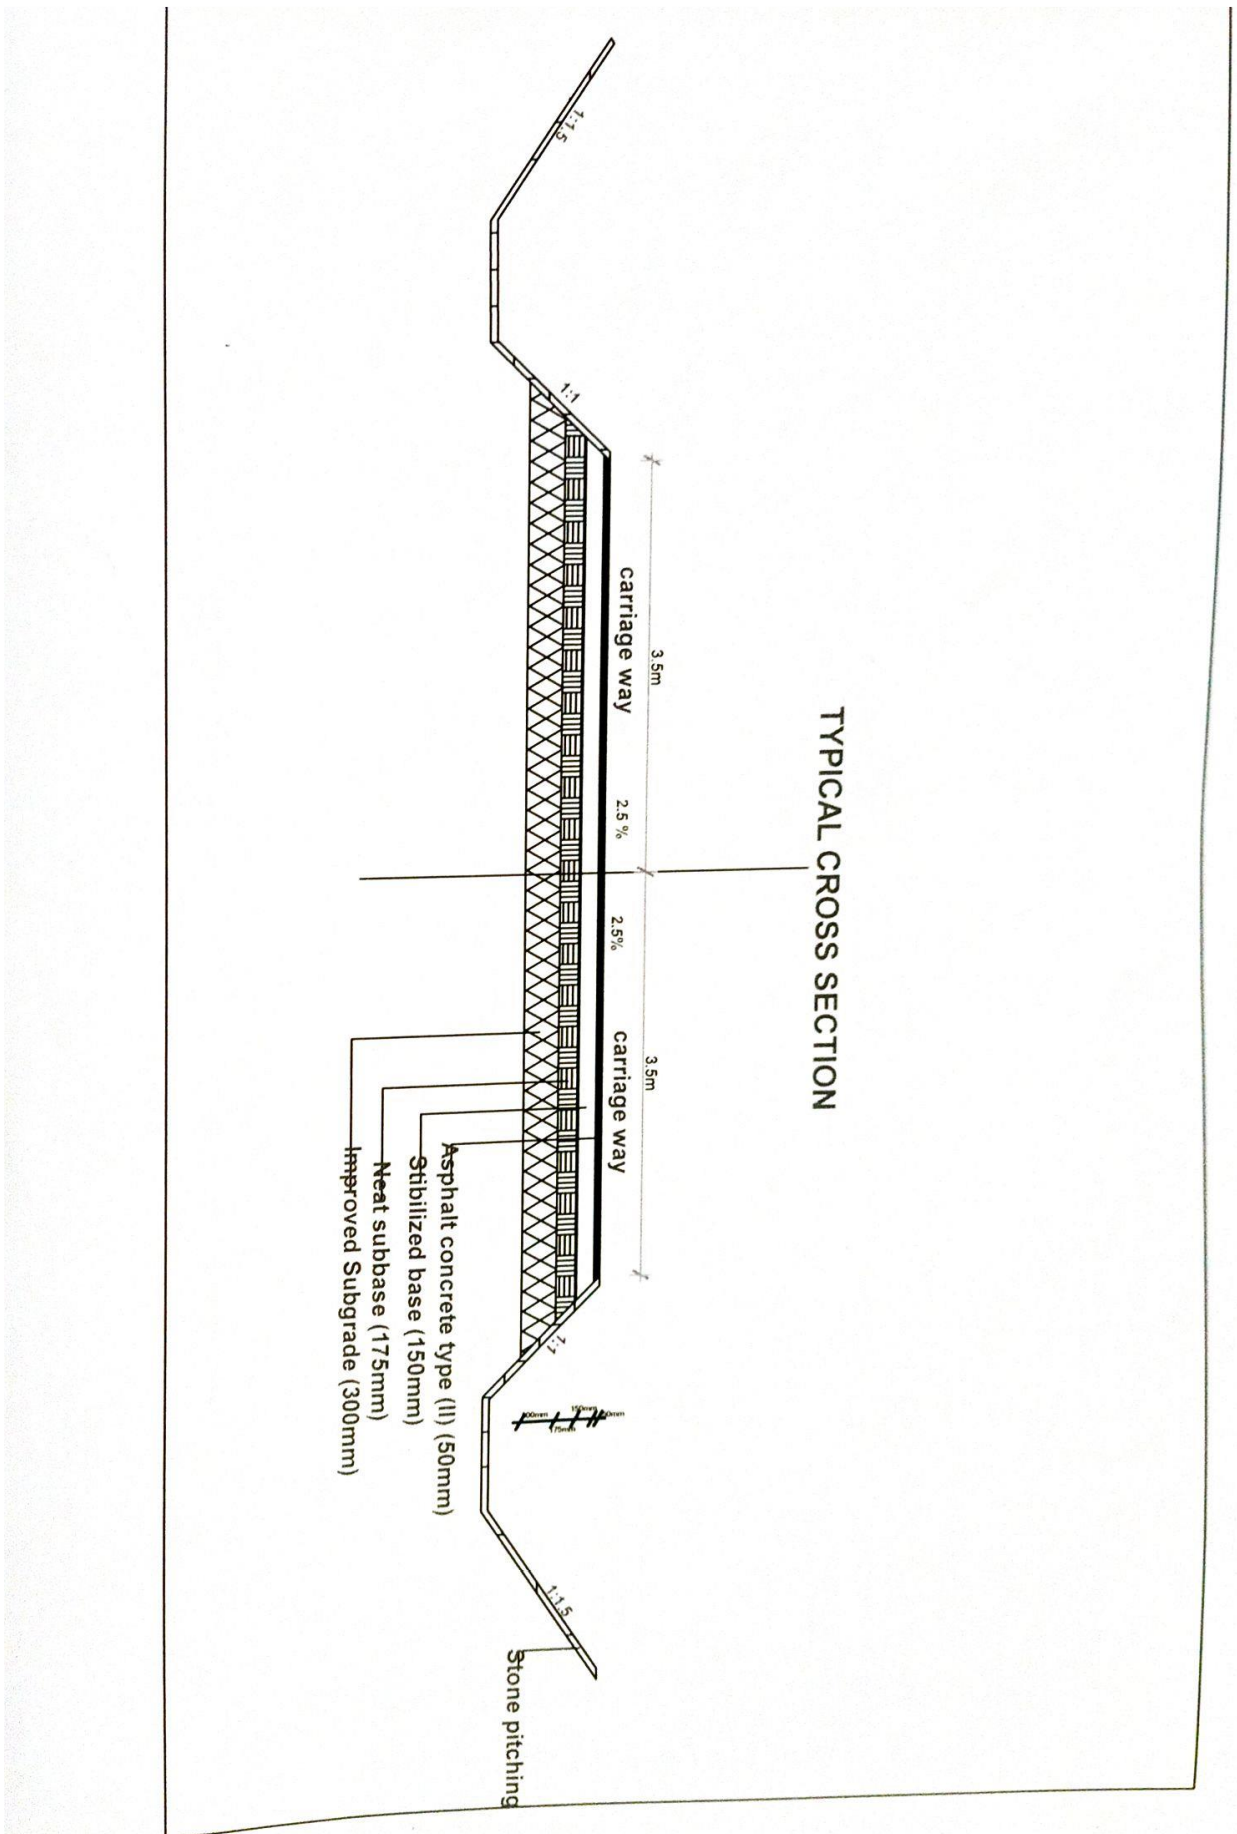 TYPICAL CROSS SECTION
3.5m
3.5m
carriage way
2.5 %
2.5%
carriage way
1:1.5
1:1
1:1
1:1.5
150mm
175mm
Asphalt concrete type (II) (50mm)
Stibilized base (150mm)
Neat subbase (175mm)
Improved Subgrade (300mm)
Stone pitching